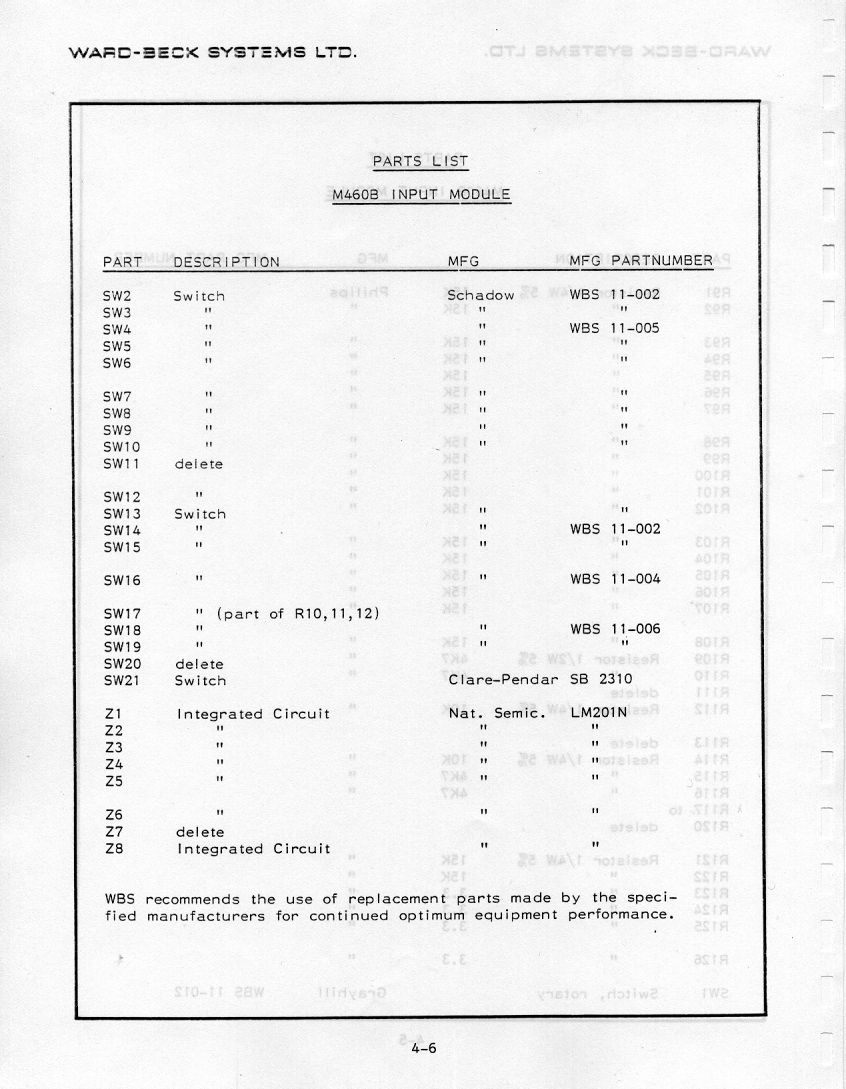 WARD-BECK SYSTEMS LTD.
PARTS LIST
M460B INPUT MODULE
PART DESCRIPTION MFG MFG PARTNUMBER
SW2 Switch Schadow WBS 11-002
SW3 " " "
SW4 " " WBS 11-005
SW5 " " "
SW6 " " "
SW7 " " "
SW8 " " "
SW9 " " "
SW10 " " "
SW11 delete
SW12 "
SW13 Switch " "
SW14 " " WBS 11-002
SW15 " " "
SW16 " " WBS 11-004
SW17 " (part of R10,11,12)
SW18 " " WBS 11-006
SW19 " " "
SW20 delete
SW21 Switch Clare-Pendar SB 2310
Z1 Integrated Circuit Nat. Semic. LM201N
Z2 " " "
Z3 " " "
Z4 " " "
Z5 " " "
Z6 " " "
Z7 delete
Z8 Integrated Circuit " "
WBS recommends the use of replacement parts made by the speci-
fied manufacturers for continued optimum equipment performance.
4-6